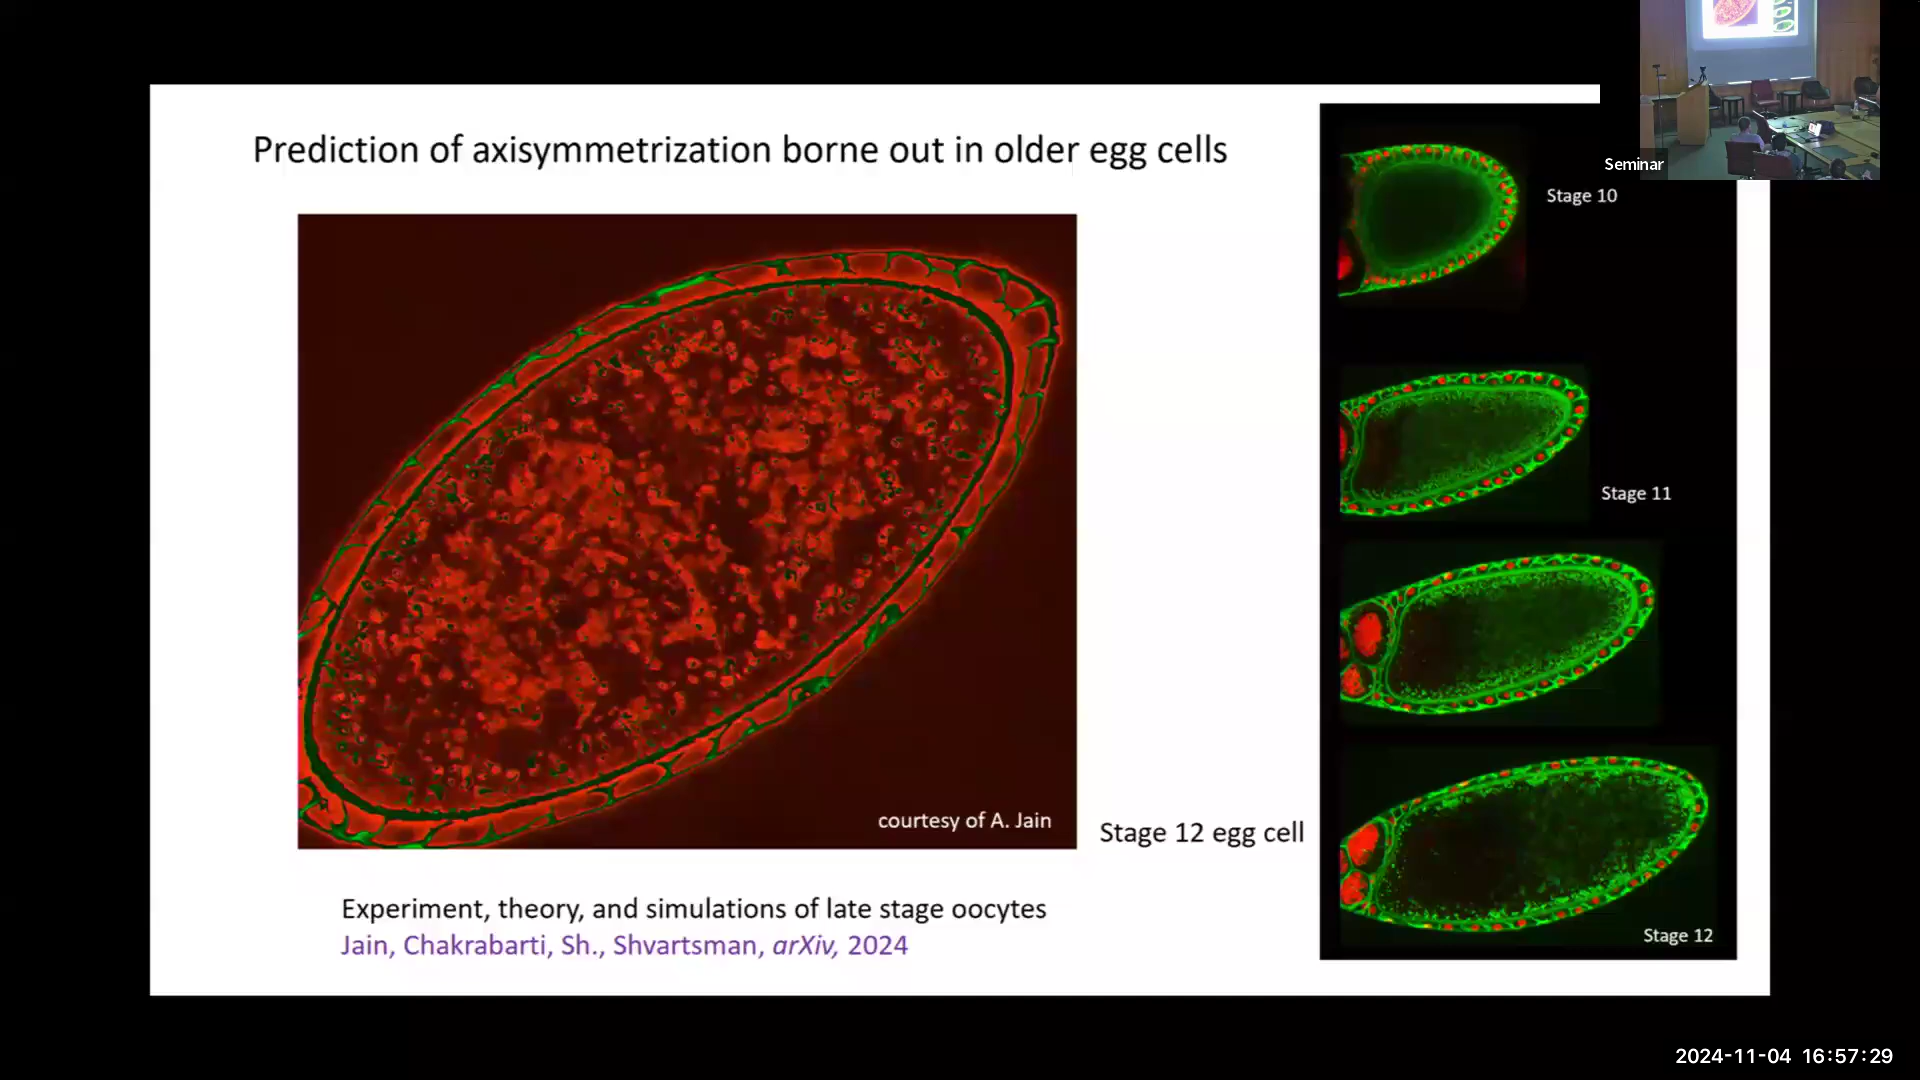 Prediction of axisymmetrization borne out in older egg cells
Seminar
Stage 10
Stage 11
courtesy of A. Jain
Stage 12 egg cell
Experiment, theory, and simulations of late stage oocytes
Jain, Chakrabarti, Sh., Shvartsman, arXiv, 2024
Stage 12
2024-11-04 16:57:29